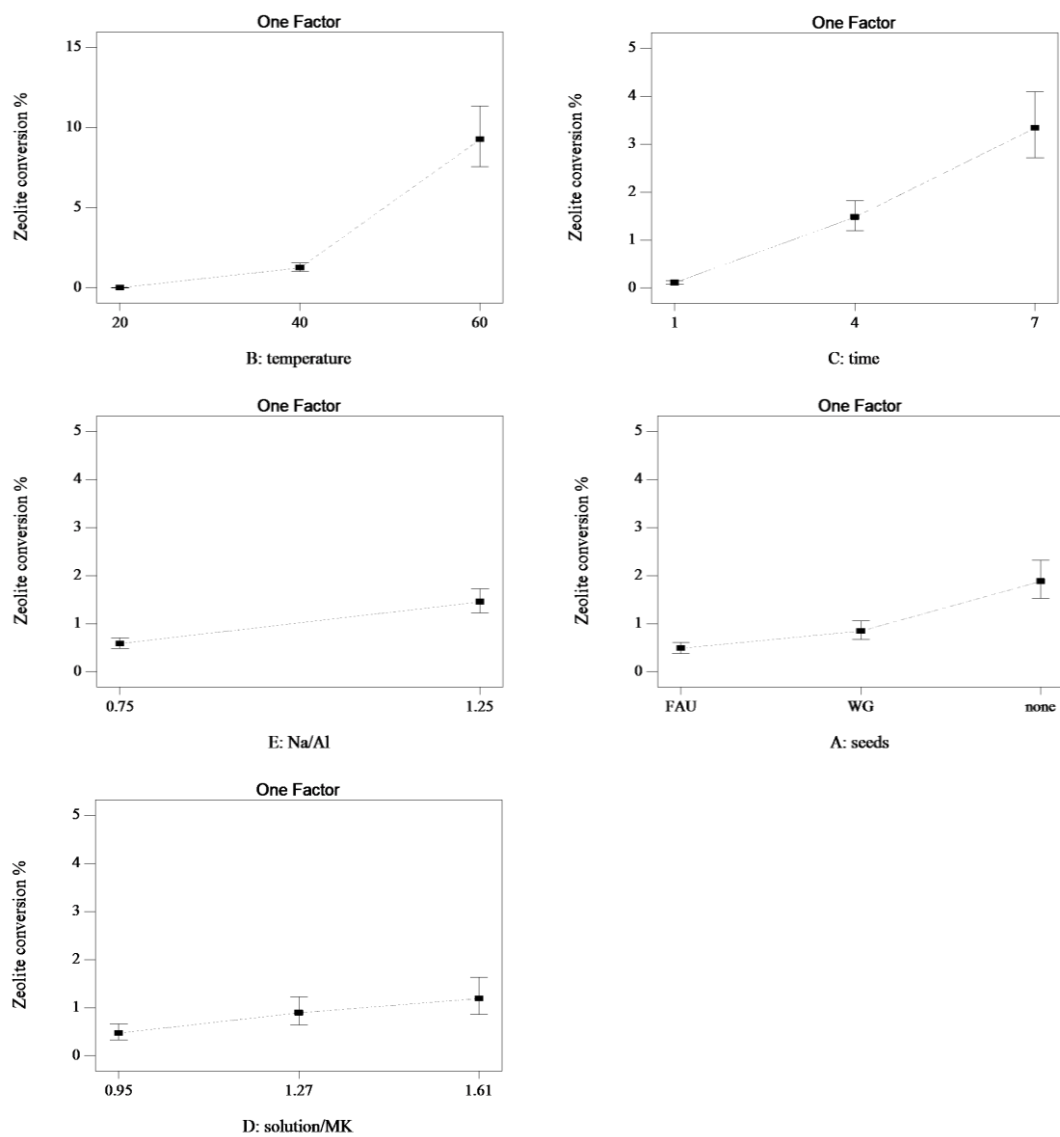 One Factor
15
10
5
0
Zeolite conversion %
20 40 60
B: temperature
One Factor
5
4
3
2
1
0
Zeolite conversion %
1 4 7
C: time
One Factor
5
4
3
2
1
0
Zeolite conversion %
0.75 1.25
E: Na/Al
One Factor
5
4
3
2
1
0
Zeolite conversion %
FAU WG none
A: seeds
One Factor
5
4
3
2
1
0
Zeolite conversion %
0.95 1.27 1.61
D: solution/MK